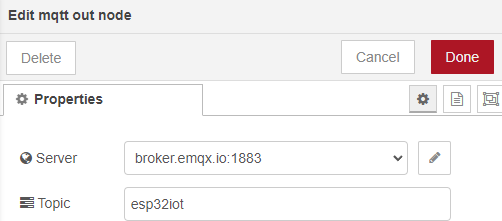 Edit mqtt out node
Delete
Cancel
Done
Properties
Server
broker.emqx.io:1883
Topic
esp32iot